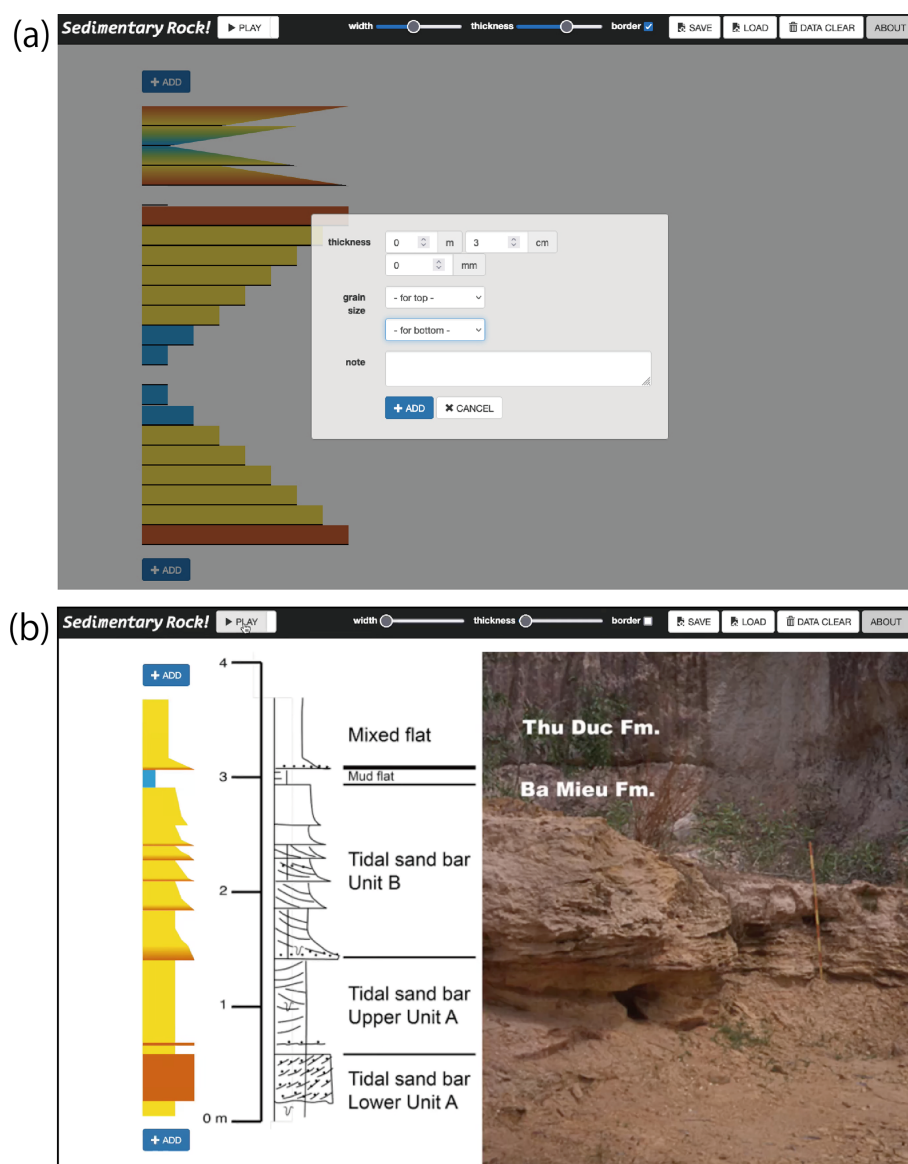 (a)
Sedimentary Rock! PLAY width thickness border SAVE LOAD DATA CLEAR ABOUT
+ ADD
thickness 0 m 3 cm
0 mm
grain size - for top -
- for bottom -
note
+ ADD × CANCEL
+ ADD
(b)
Sedimentary Rock! PLAY width thickness border SAVE LOAD DATA CLEAR ABOUT
+ ADD
4
Mixed flat
Thu Duc Fm.
3
Mud flat
Ba Mieu Fm.
Tidal sand bar
Unit B
2
Tidal sand bar
Upper Unit A
1
Tidal sand bar
Lower Unit A
0 m
+ ADD